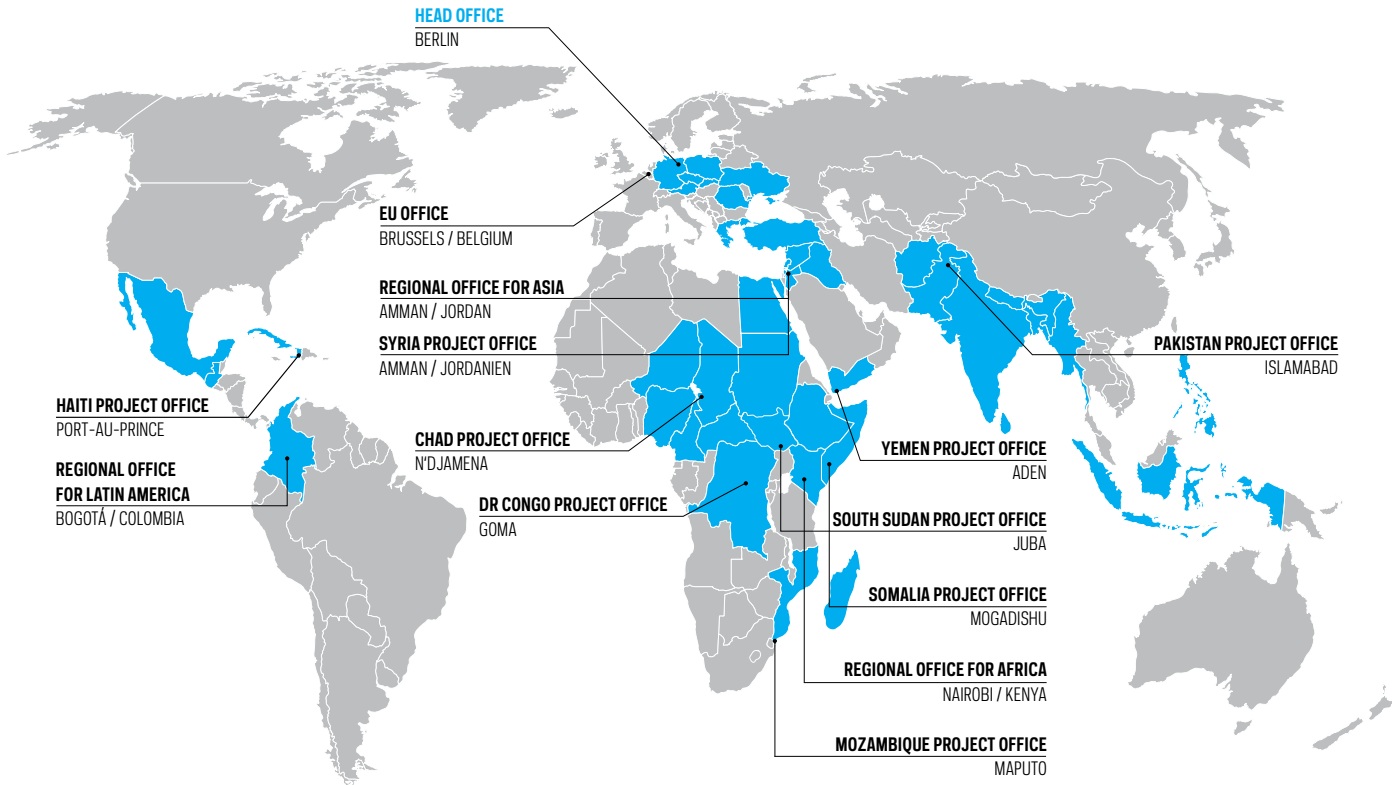 HEAD OFFICE
BERLIN
EU OFFICE
BRUSSELS / BELGIUM
REGIONAL OFFICE FOR ASIA
AMMAN / JORDAN
SYRIA PROJECT OFFICE
AMMAN / JORDANIEN
PAKISTAN PROJECT OFFICE
ISLAMABAD
HAITI PROJECT OFFICE
PORT-AU-PRINCE
REGIONAL OFFICE
FOR LATIN AMERICA
BOGOTÁ / COLOMBIA
CHAD PROJECT OFFICE
N'DJAMENA
DR CONGO PROJECT OFFICE
GOMA
YEMEN PROJECT OFFICE
ADEN
SOUTH SUDAN PROJECT OFFICE
JUBA
SOMALIA PROJECT OFFICE
MOGADISHU
REGIONAL OFFICE FOR AFRICA
NAIROBI / KENYA
MOZAMBIQUE PROJECT OFFICE
MAPUTO